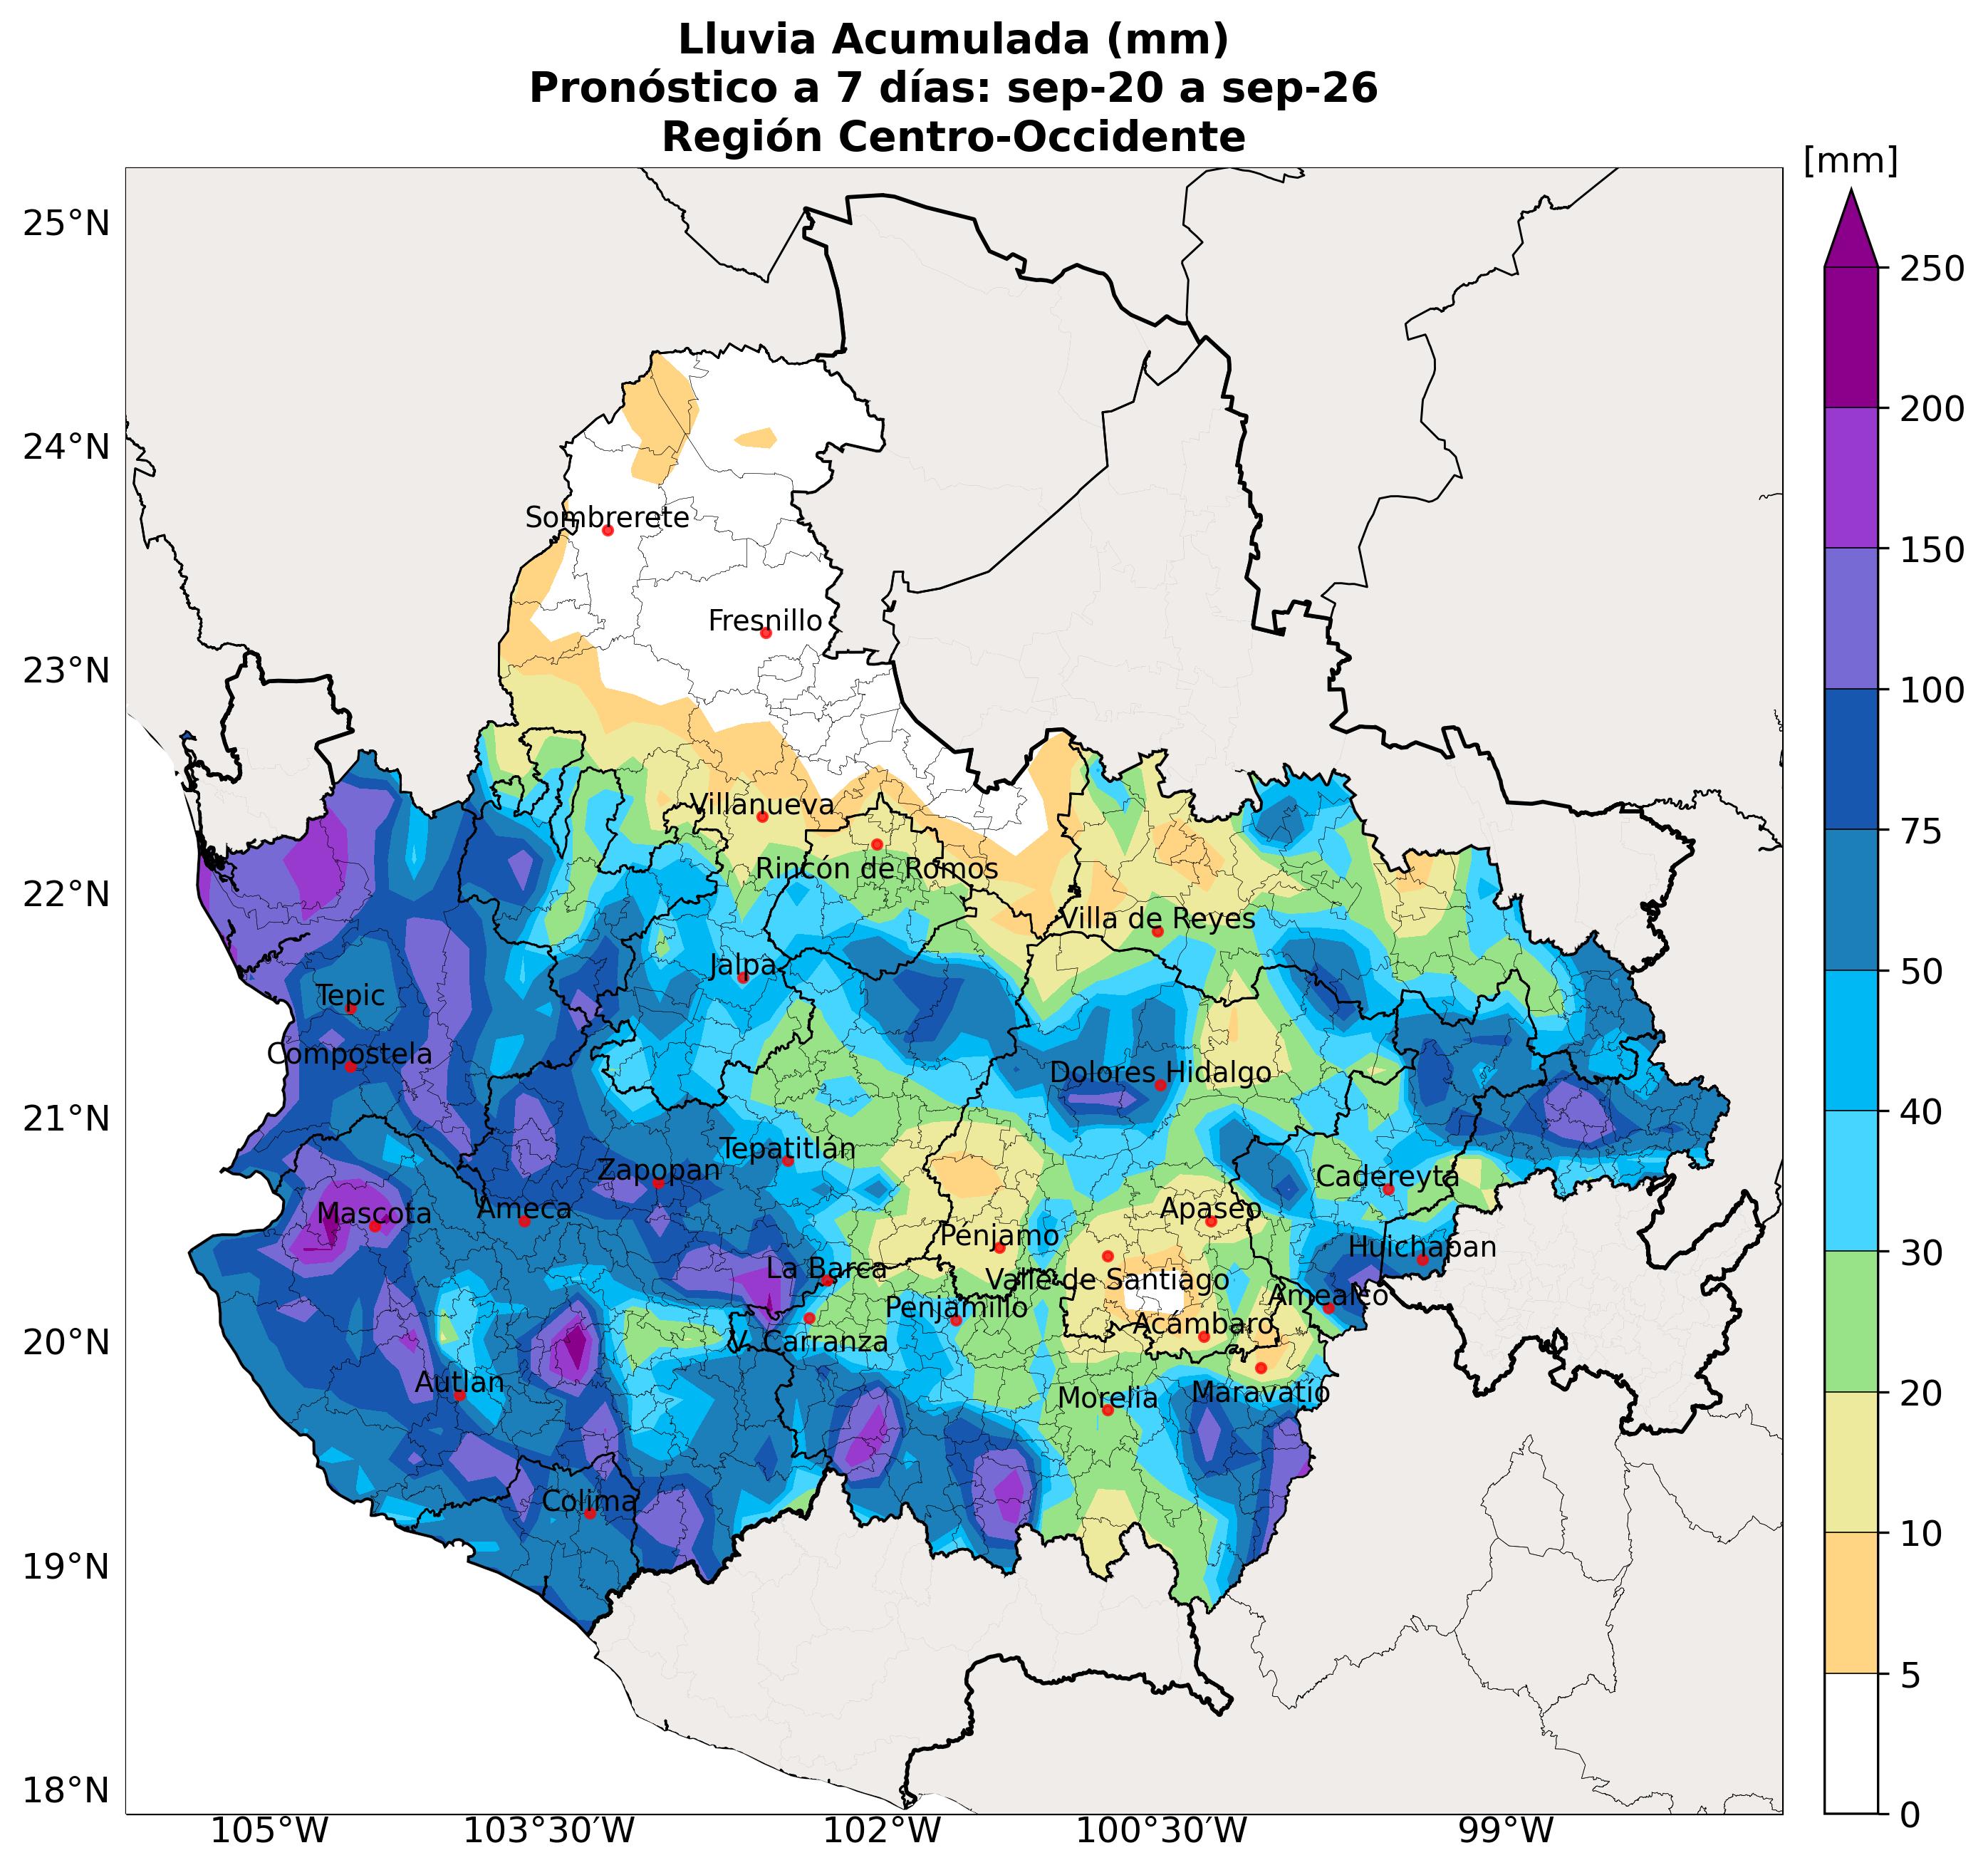 Lluvia Acumulada (mm)
Pronóstico a 7 días: sep-20 a sep-26
Región Centro-Occidente
[mm]
25°N
24°N
23°N
22°N
21°N
20°N
19°N
18°N
Sombrerete
Fresnillo
Villanueva
Rincón de Romos
Villa de Reyes
Jalpa
Tepic
Compostela
Dolores Hidalgo
Tepatitlán
Zapopan
Cadereyta
Ameca
Mascota
Apaseo
Penjamo
Huichapan
La Barca
Valle de Santiago
Amealco
Penjamillo
Acámbaro
V. Carranza
Autlan
Maravatío
Morelia
Colima
105°W
103°30'W
102°W
100°30'W
99°W
250
200
150
100
75
50
40
30
20
10
5
0